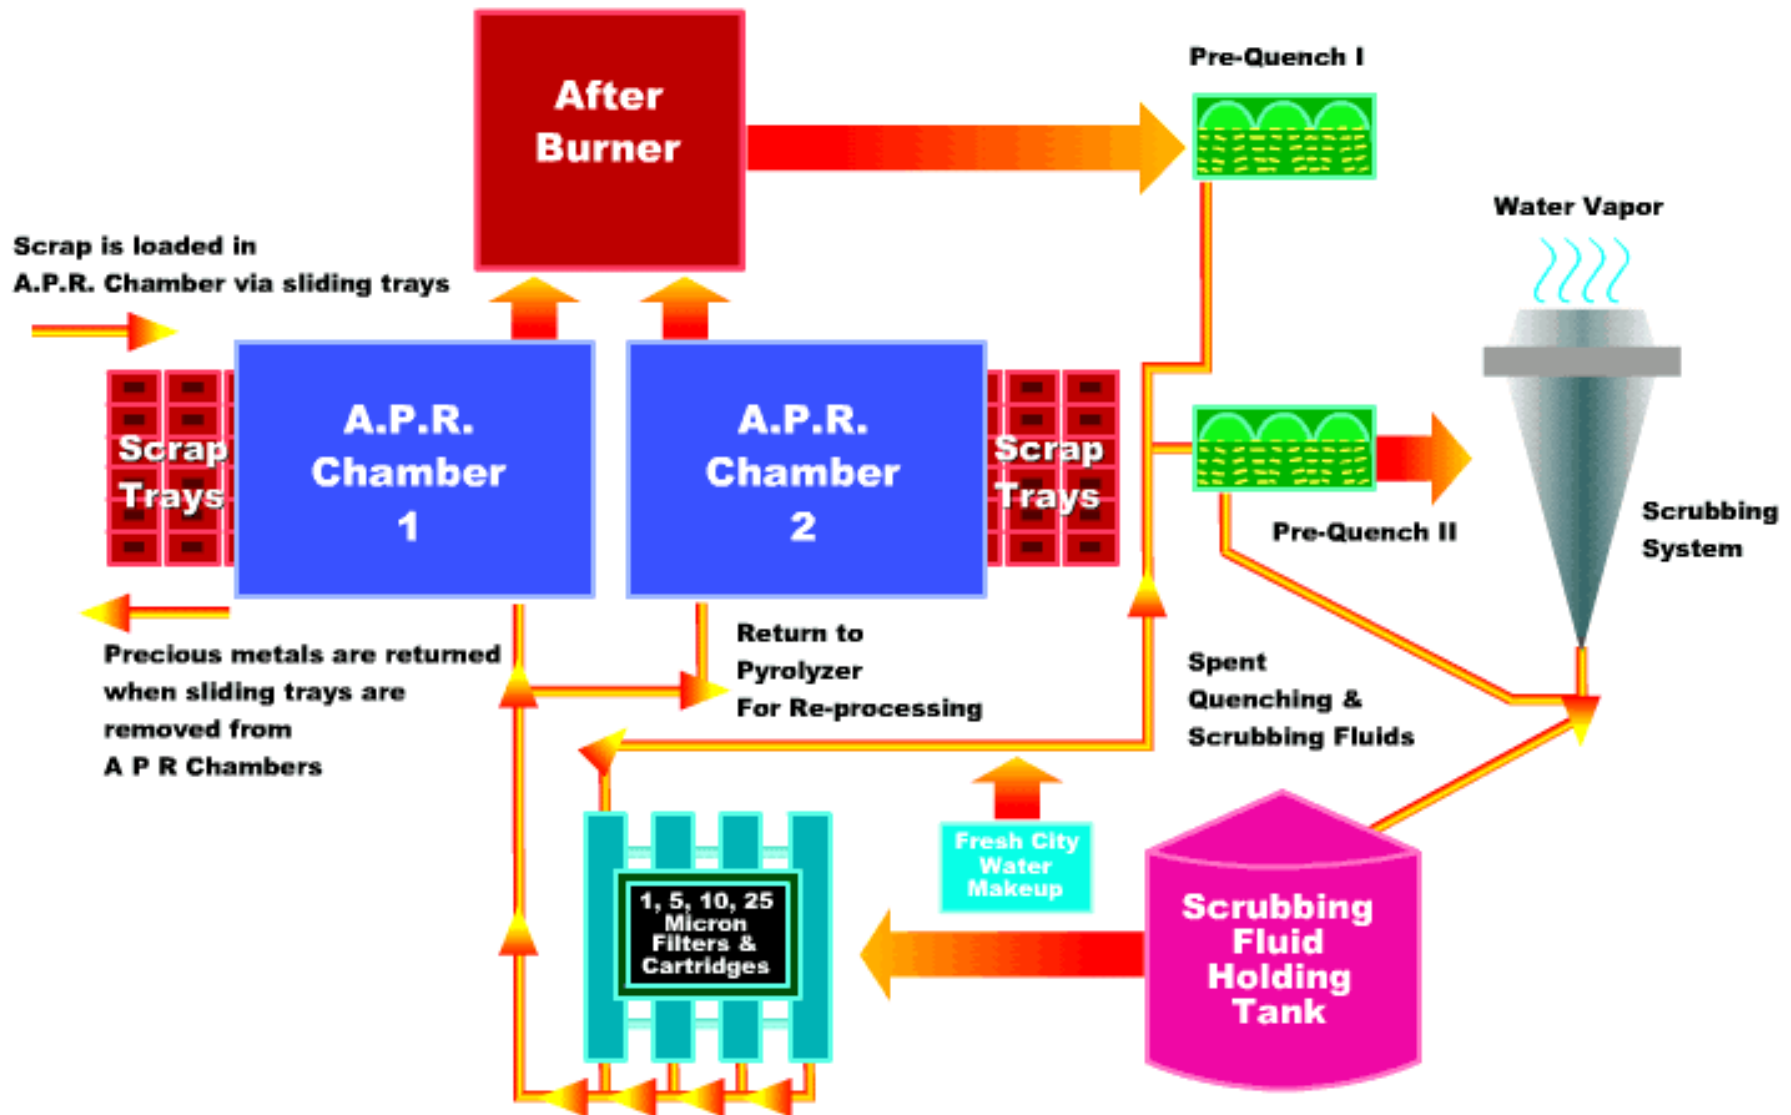 After
Burner
Pre-Quench I
Water Vapor
Scrap is loaded in
A.P.R. Chamber via sliding trays
Scrap
Trays
A.P.R.
Chamber
1
A.P.R.
Chamber
2
Scrap
Trays
Pre-Quench II
Scrubbing
System
Precious metals are returned
when sliding trays are
removed from
A P R Chambers
Return to
Pyrolyzer
For Re-processing
Spent
Quenching &
Scrubbing Fluids
Fresh City
Water
Makeup
1, 5, 10, 25
Micron
Filters &
Cartridges
Scrubbing
Fluid
Holding
Tank